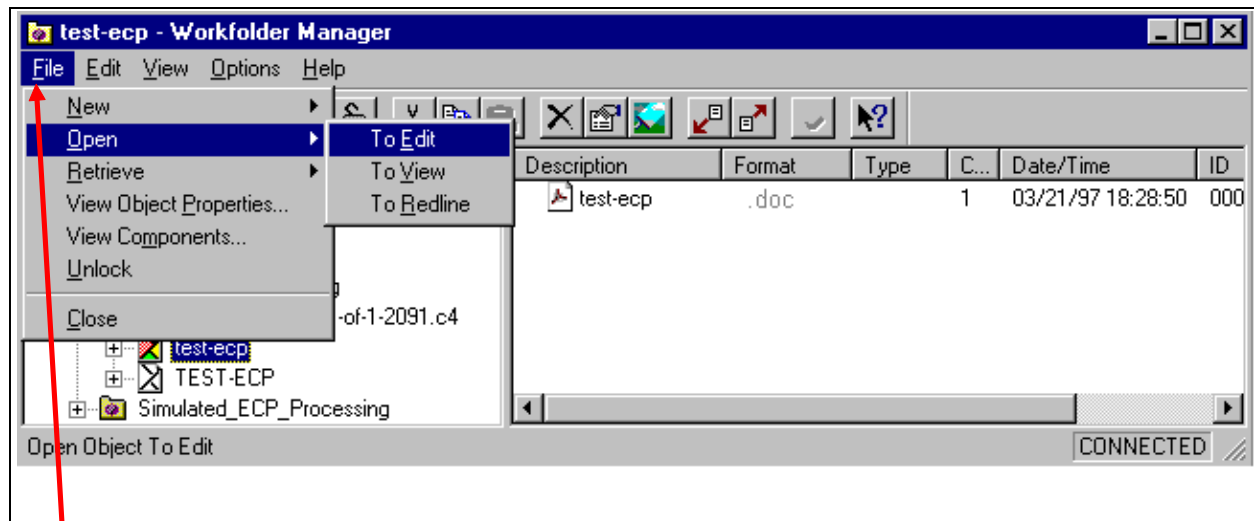 test-ecp - Workfolder Manager
File Edit View Options Help
New
Open
Retrieve
View Object Properties...
View Components...
Unlock
Close
To Edit
To View
To Redline
Description Format Type C... Date/Time ID
test-ecp .doc 1 03/21/97 18:28:50 000
-of-1-2091.c4
test-ecp
TEST-ECP
Simulated_ECP_Processing
Open Object To Edit CONNECTED